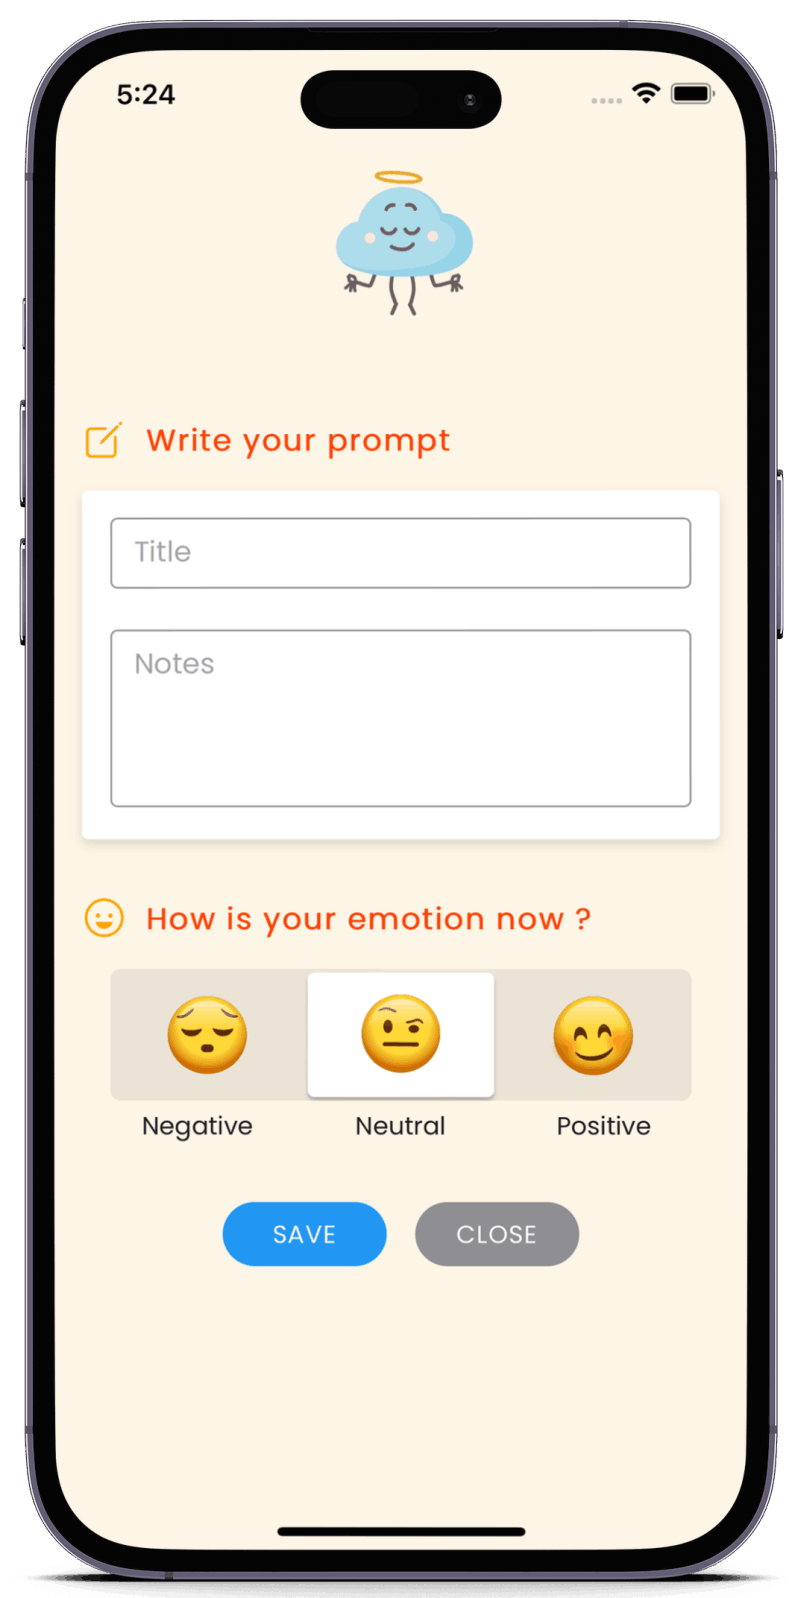 5:24
Write your prompt
Title
Notes
How is your emotion now ?
Negative Neutral Positive
SAVE CLOSE